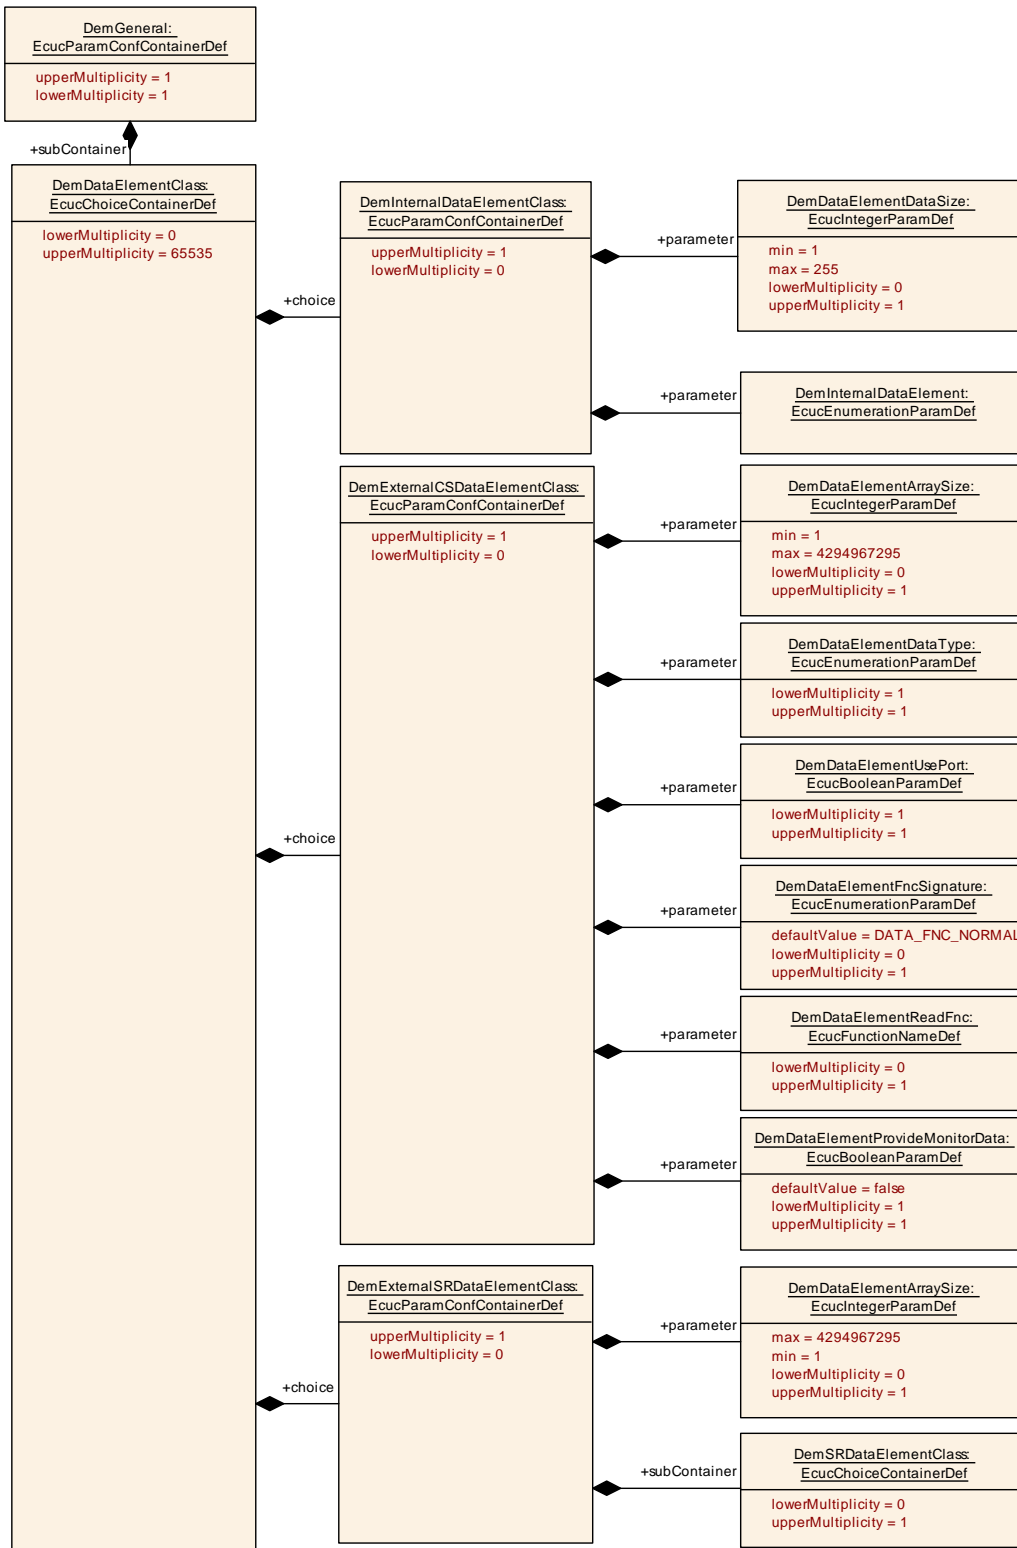 DemGeneral:
EcucParamConfContainerDef
upperMultiplicity = 1
lowerMultiplicity = 1
+subContainer
DemDataElementClass:
EcucChoiceContainerDef
lowerMultiplicity = 0
upperMultiplicity = 65535
+choice
DemInternalDataElementClass:
EcucParamConfContainerDef
upperMultiplicity = 1
lowerMultiplicity = 0
+parameter
DemDataElementDataSize:
EcucIntegerParamDef
min = 1
max = 255
lowerMultiplicity = 0
upperMultiplicity = 1
+parameter
DemInternalDataElement:
EcucEnumerationParamDef
+choice
DemExternalCSDataElementClass:
EcucParamConfContainerDef
upperMultiplicity = 1
lowerMultiplicity = 0
+parameter
DemDataElementArraySize:
EcucIntegerParamDef
min = 1
max = 4294967295
lowerMultiplicity = 0
upperMultiplicity = 1
+parameter
DemDataElementDataType:
EcucEnumerationParamDef
lowerMultiplicity = 1
upperMultiplicity = 1
+parameter
DemDataElementUsePort:
EcucBooleanParamDef
lowerMultiplicity = 1
upperMultiplicity = 1
+parameter
DemDataElementFncSignature:
EcucEnumerationParamDef
defaultValue = DATA_FNC_NORMAL
lowerMultiplicity = 0
upperMultiplicity = 1
+parameter
DemDataElementReadFnc:
EcucFunctionNameDef
lowerMultiplicity = 0
upperMultiplicity = 1
+parameter
DemDataElementProvideMonitorData:
EcucBooleanParamDef
defaultValue = false
lowerMultiplicity = 1
upperMultiplicity = 1
+choice
DemExternalSRDataElementClass:
EcucParamConfContainerDef
upperMultiplicity = 1
lowerMultiplicity = 0
+parameter
DemDataElementArraySize:
EcucIntegerParamDef
max = 4294967295
min = 1
lowerMultiplicity = 0
upperMultiplicity = 1
+subContainer
DemSRDataElementClass:
EcucChoiceContainerDef
lowerMultiplicity = 0
upperMultiplicity = 1